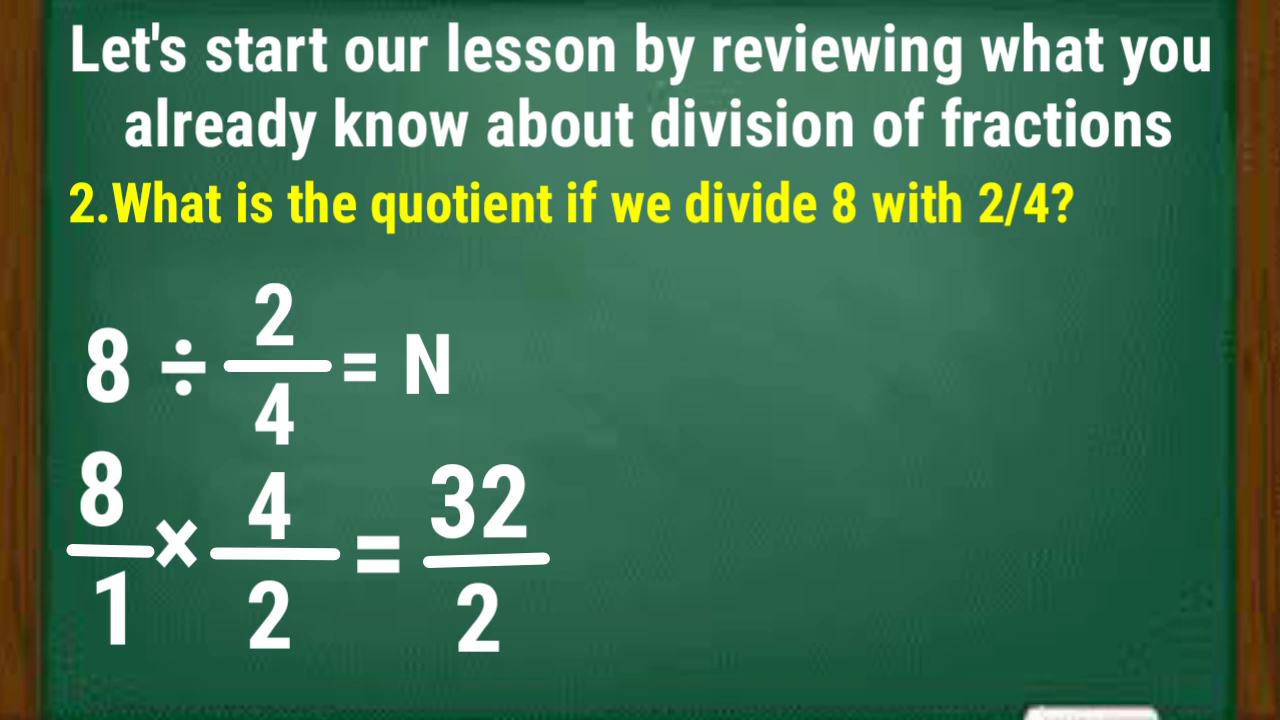 Let's start our lesson by reviewing what you
already know about division of fractions
2.What is the quotient if we divide 8 with 2/4?
8 ÷ 2/4 = N
8/1 × 4/2 = 32/2